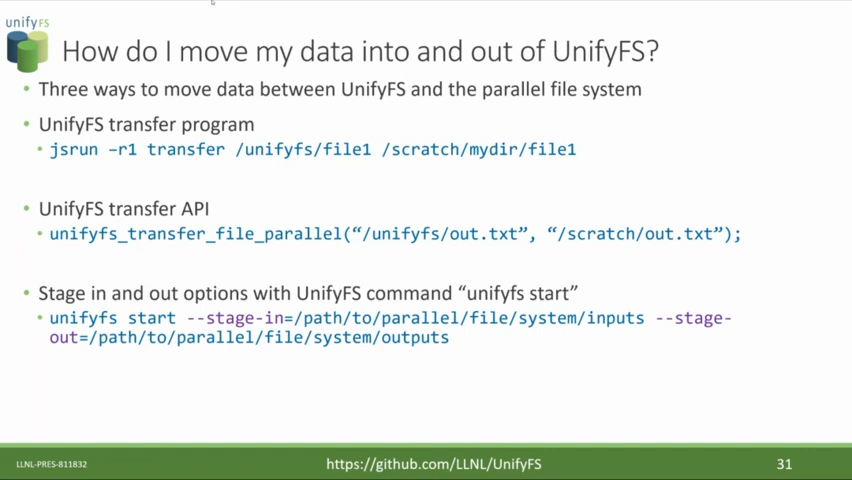 unify FS
How do I move my data into and out of UnifyFS?
• Three ways to move data between UnifyFS and the parallel file system
• UnifyFS transfer program
• jsrun –r1 transfer /unifyfs/file1 /scratch/mydir/file1
• UnifyFS transfer API
• unifyfs_transfer_file_parallel(“/unifyfs/out.txt”, “/scratch/out.txt”);
• Stage in and out options with UnifyFS command “unifyfs start”
• unifyfs start --stage-in=/path/to/parallel/file/system/inputs --stage-
out=/path/to/parallel/file/system/outputs
LLNL-PRES-811832
https://github.com/LLNL/UnifyFS
31